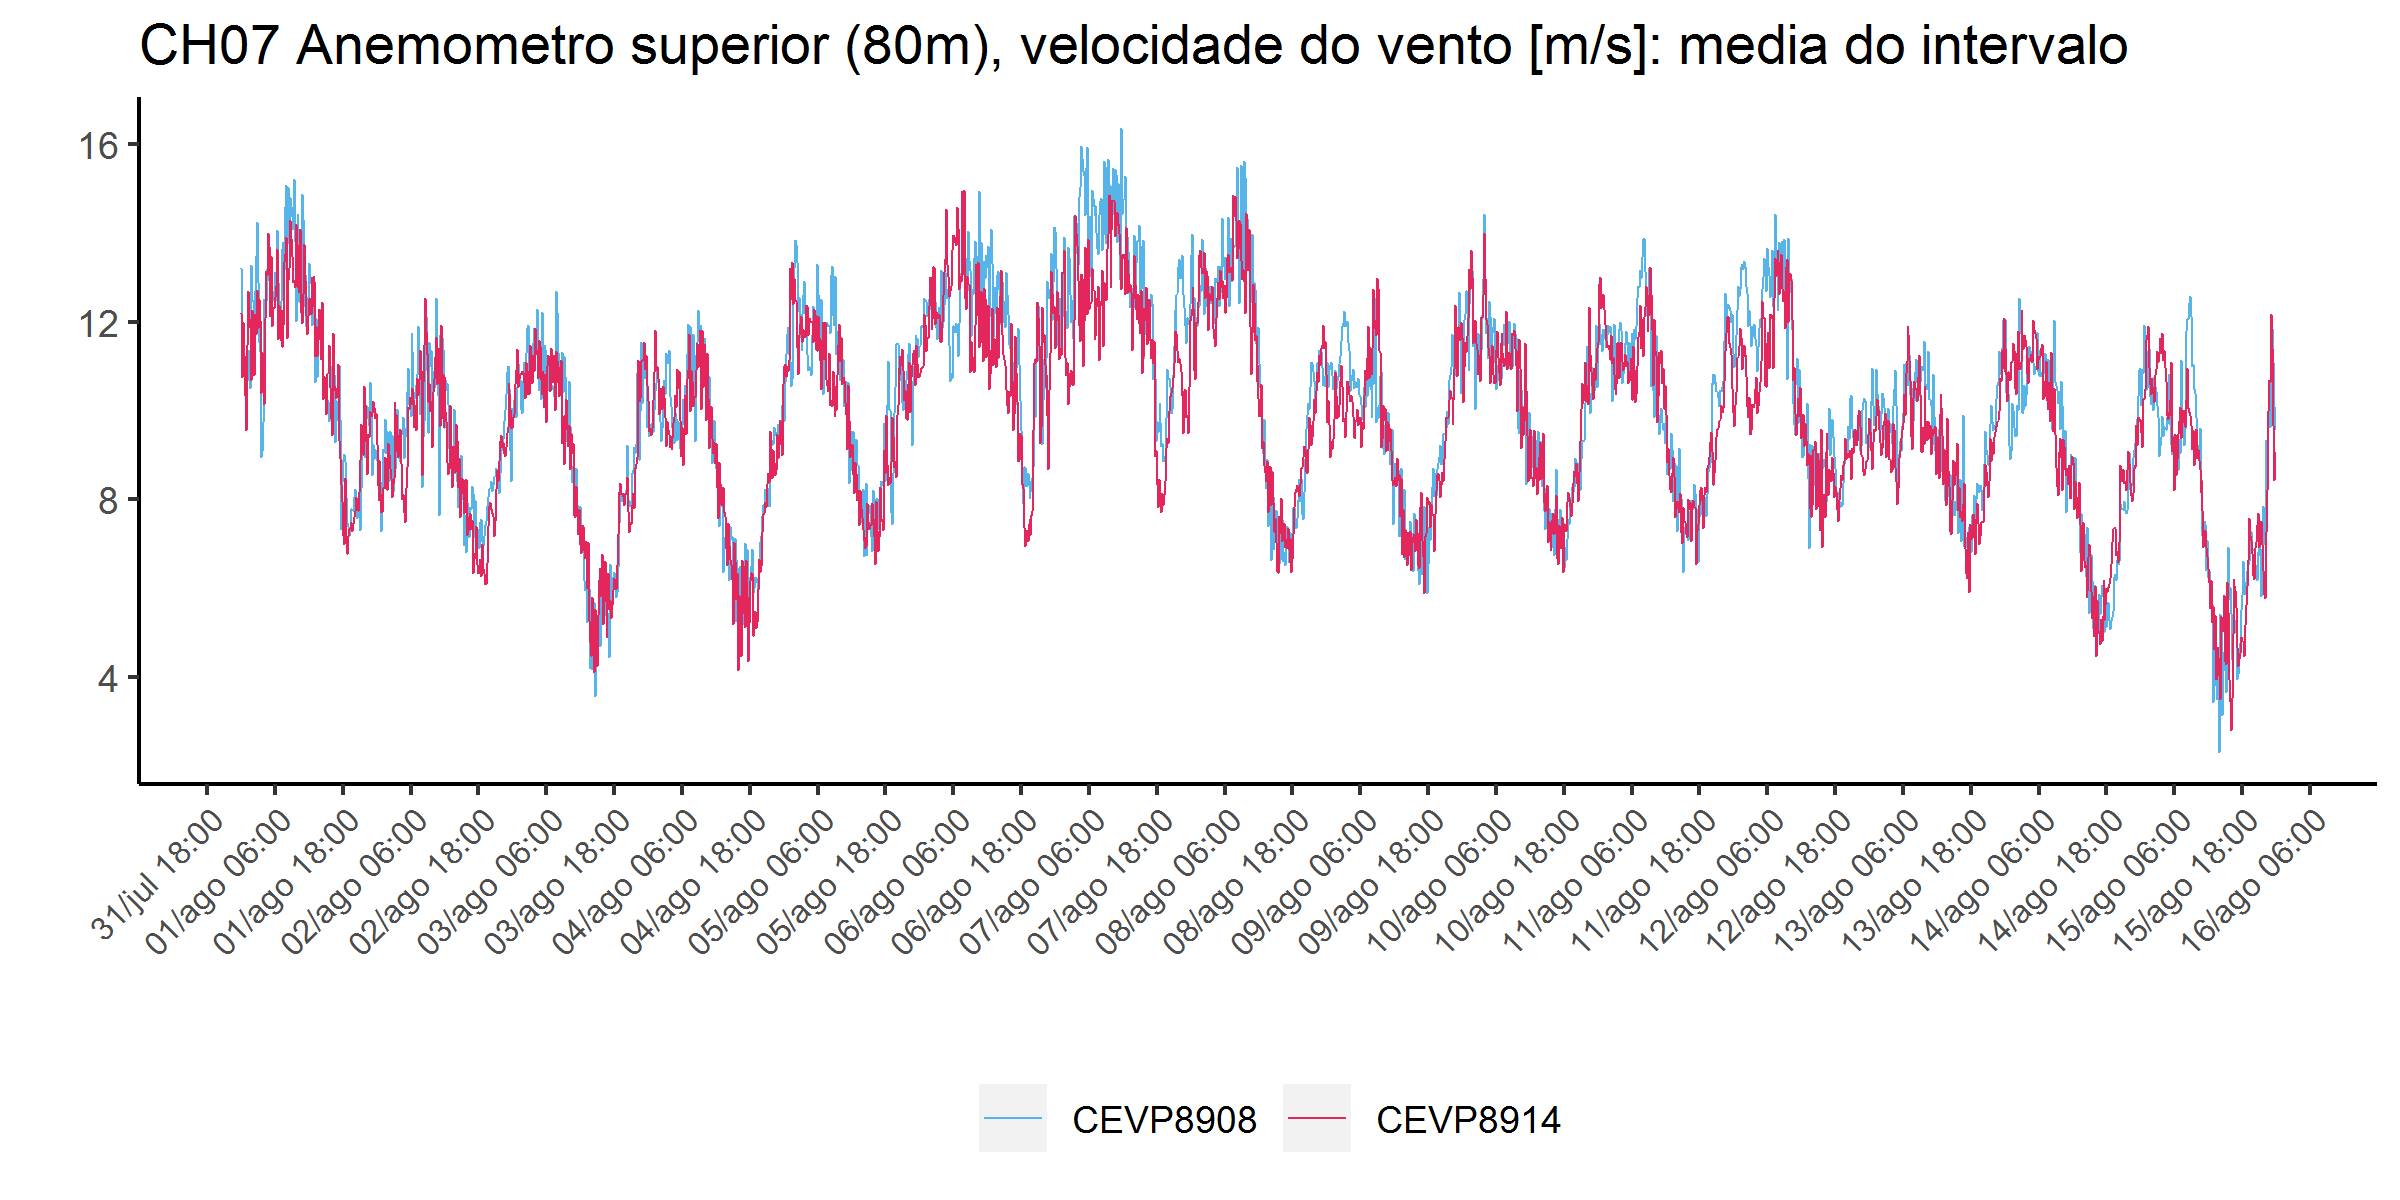 CH07 Anemometro superior (80m), velocidade do vento [m/s]: media do intervalo
16
12
8
4
31/jul 18:00
01/ago 06:00
01/ago 18:00
02/ago 06:00
02/ago 18:00
03/ago 06:00
03/ago 18:00
04/ago 06:00
04/ago 18:00
05/ago 06:00
05/ago 18:00
06/ago 06:00
06/ago 18:00
07/ago 06:00
07/ago 18:00
08/ago 06:00
08/ago 18:00
09/ago 06:00
09/ago 18:00
10/ago 06:00
10/ago 18:00
11/ago 06:00
11/ago 18:00
12/ago 06:00
12/ago 18:00
13/ago 06:00
13/ago 18:00
14/ago 06:00
14/ago 18:00
15/ago 06:00
15/ago 18:00
16/ago 06:00
CEVP8908
CEVP8914